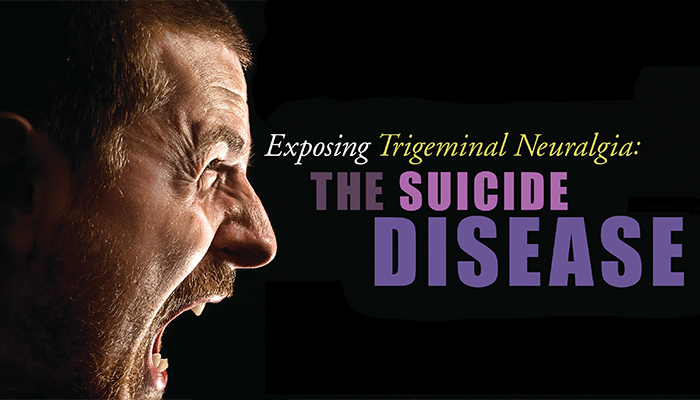 Exposing Trigeminal Neuralgia:
THE SUICIDE
DISEASE